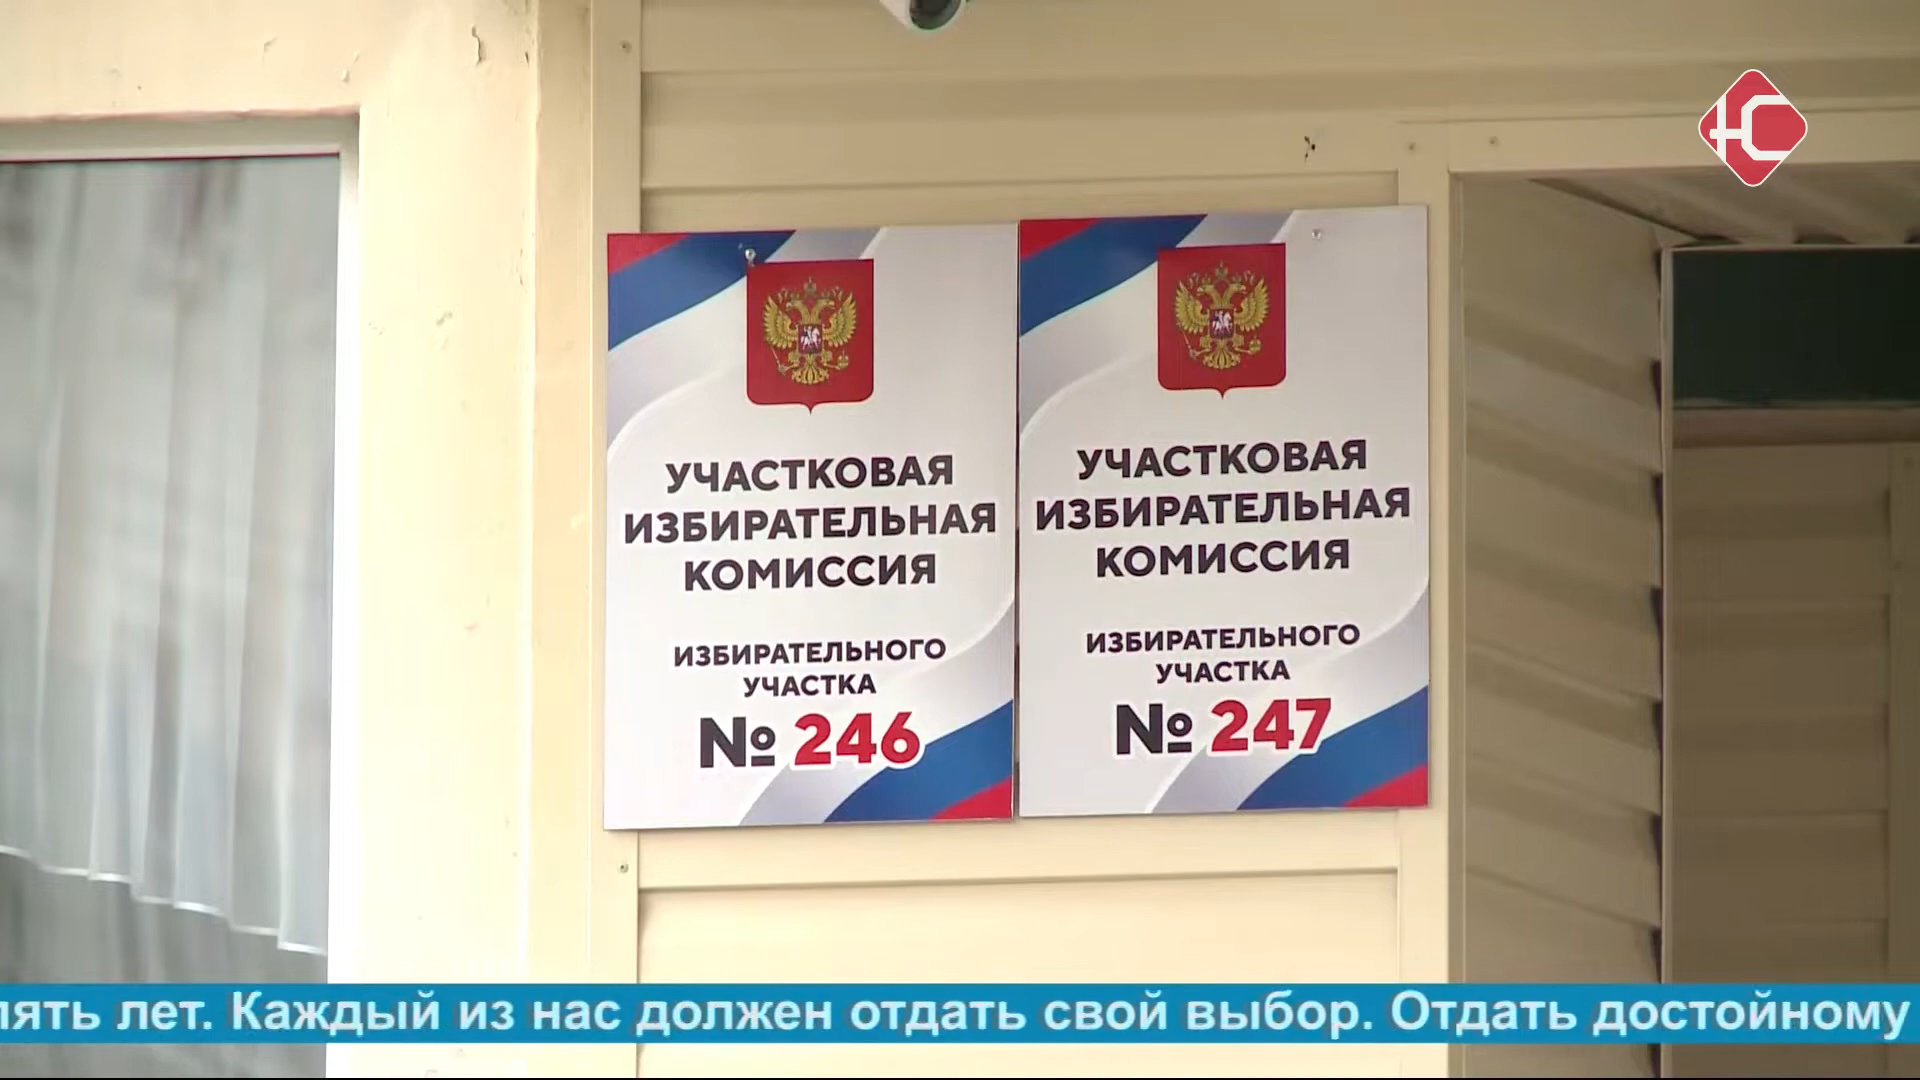 УЧАСТКОВАЯ
ИЗБИРАТЕЛЬНАЯ
КОМИССИЯ
ИЗБИРАТЕЛЬНОГО
УЧАСТКА
№ 246
УЧАСТКОВАЯ
ИЗБИРАТЕЛЬНАЯ
КОМИССИЯ
ИЗБИРАТЕЛЬНОГО
УЧАСТКА
№ 247
лет. Каждый из нас должен отдать свой выбор. Отдать достойному